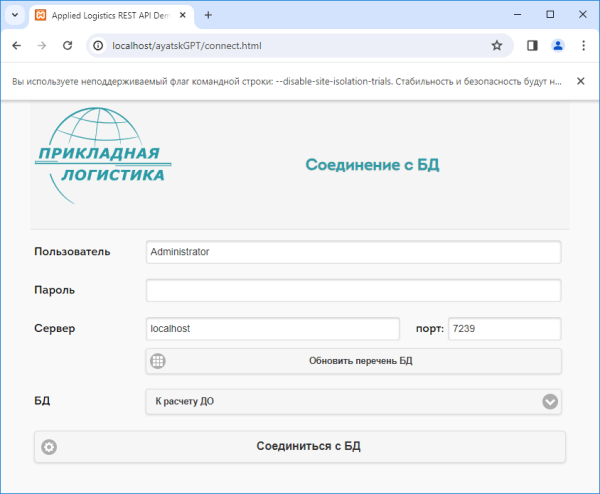 Applied Logistics REST API Dem
localhost/ayatskGPT/connect.html
Вы используете неподдерживаемый флаг командной строки: --disable-site-isolation-trials. Стабильность и безопасность будут н...
ПРИКЛАДНАЯ
ЛОГИСТИКА
Соединение с БД
Пользователь Administrator
Пароль
Сервер localhost порт: 7239
Обновить перечень БД
БД К расчету ДО
Соединиться с БД